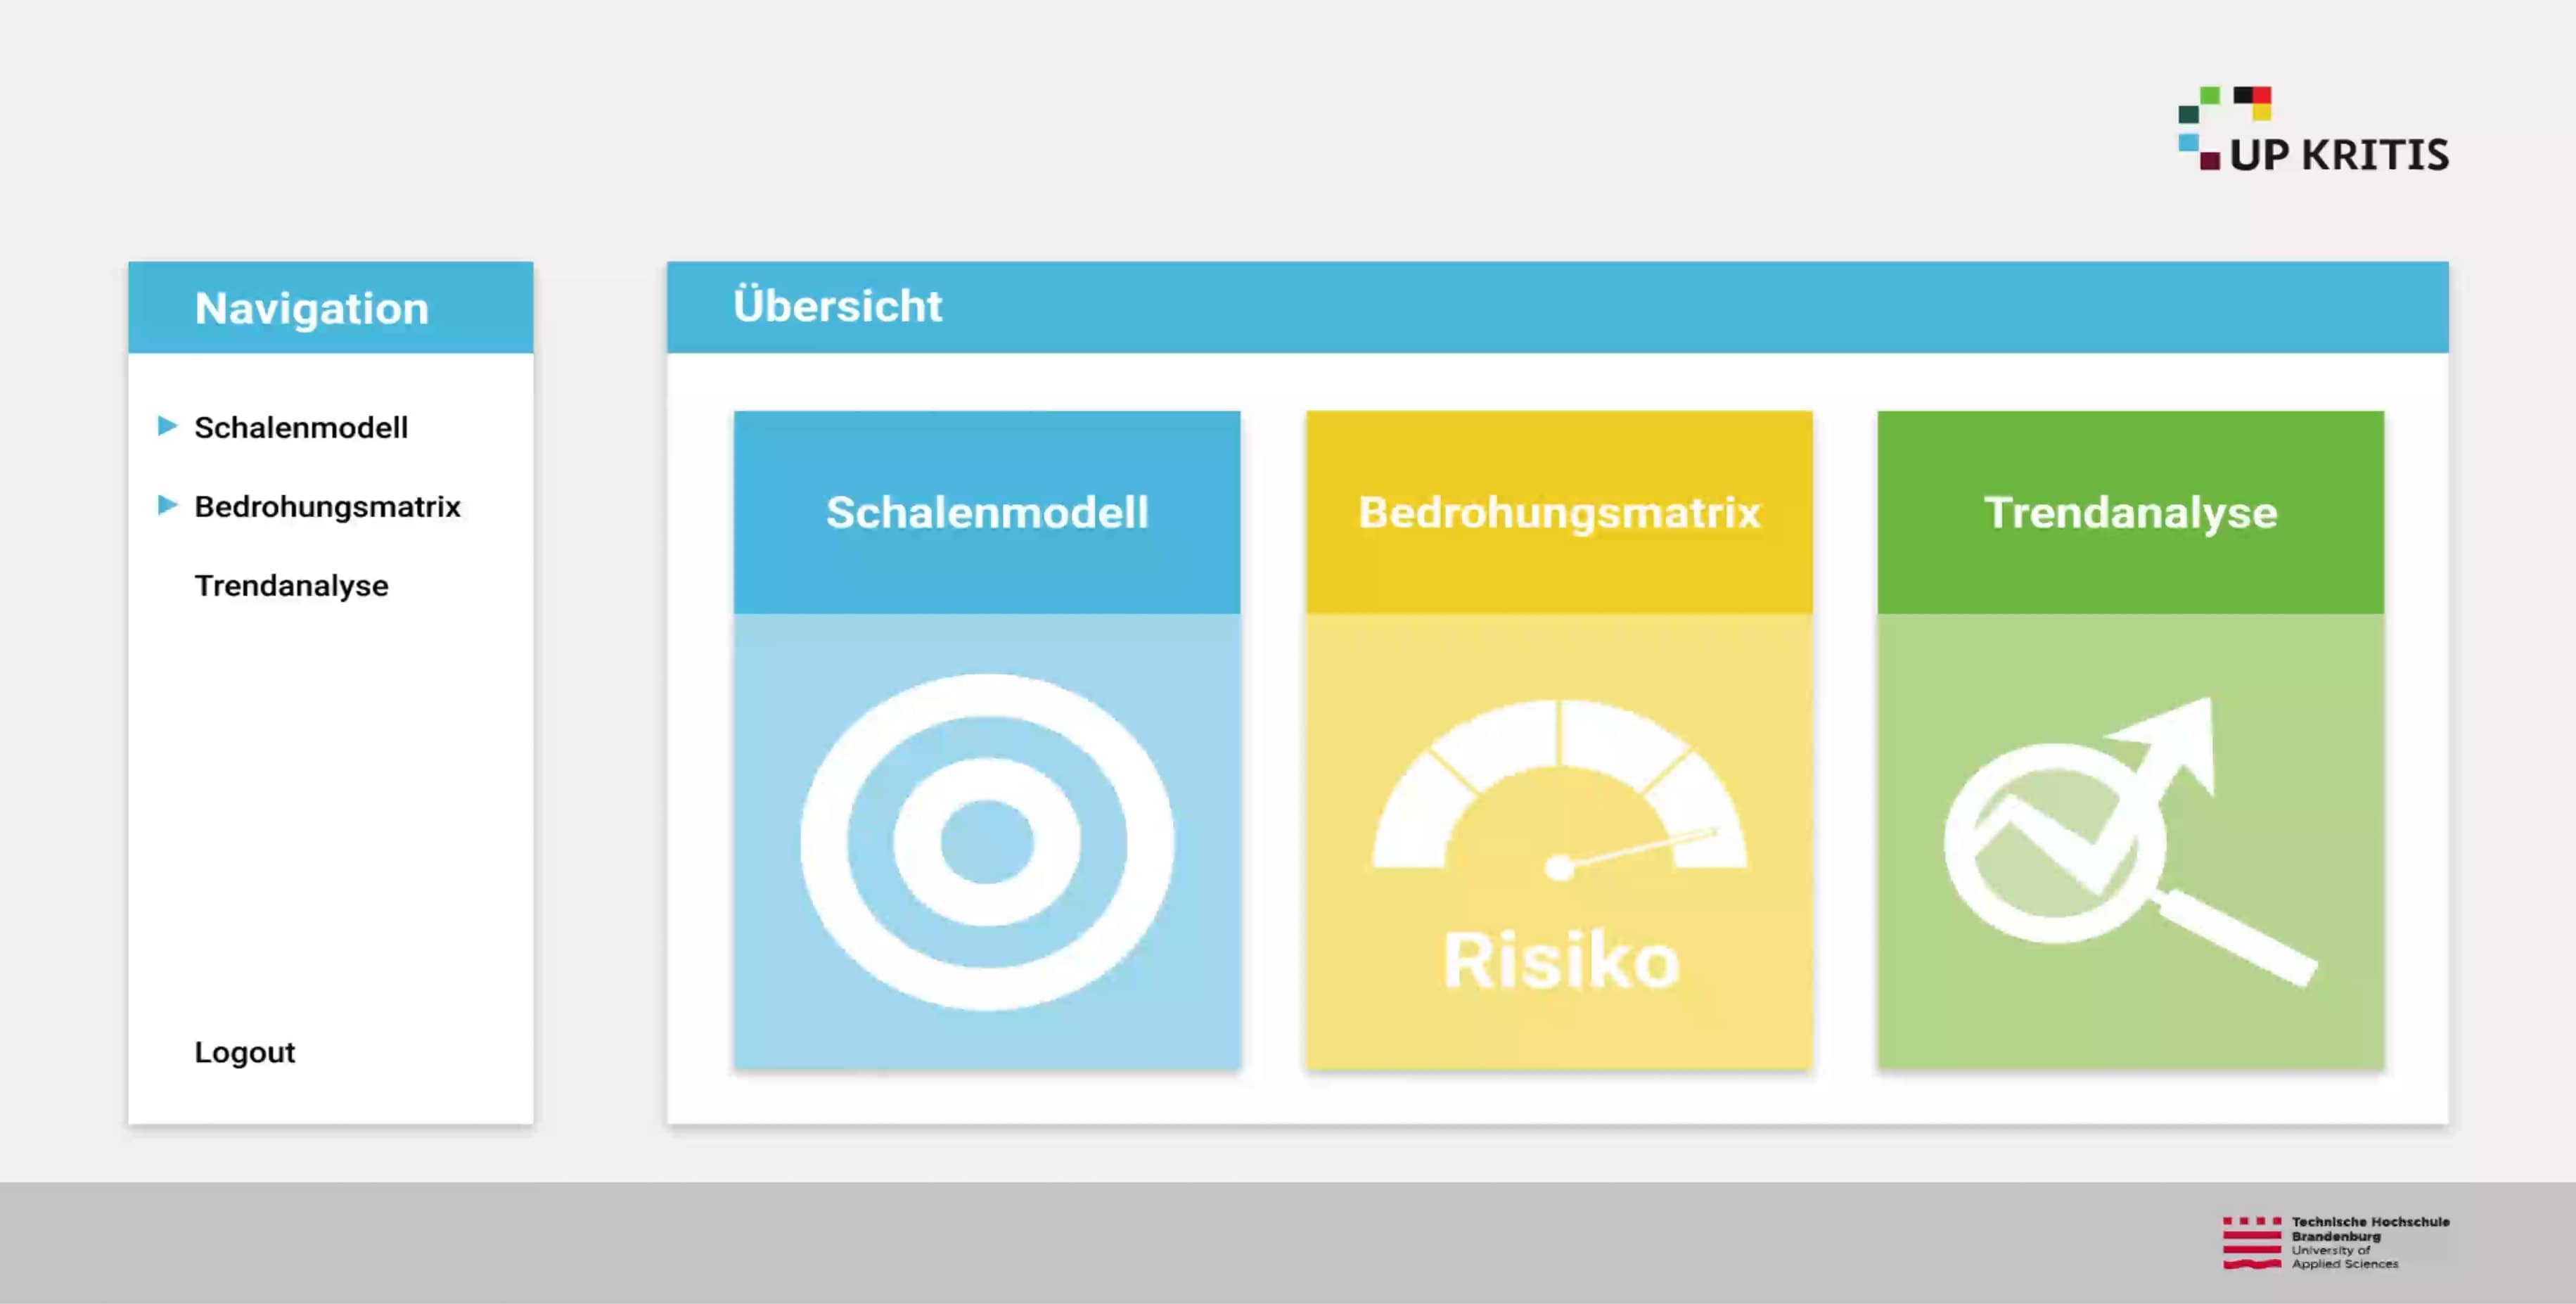 UP KRITIS
Navigation
Schalenmodell
Bedrohungsmatrix
Trendanalyse
Logout
Übersicht
Schalenmodell
Bedrohungsmatrix
Trendanalyse
Risiko
Technische Hochschule
Brandenburg
University of
Applied Sciences